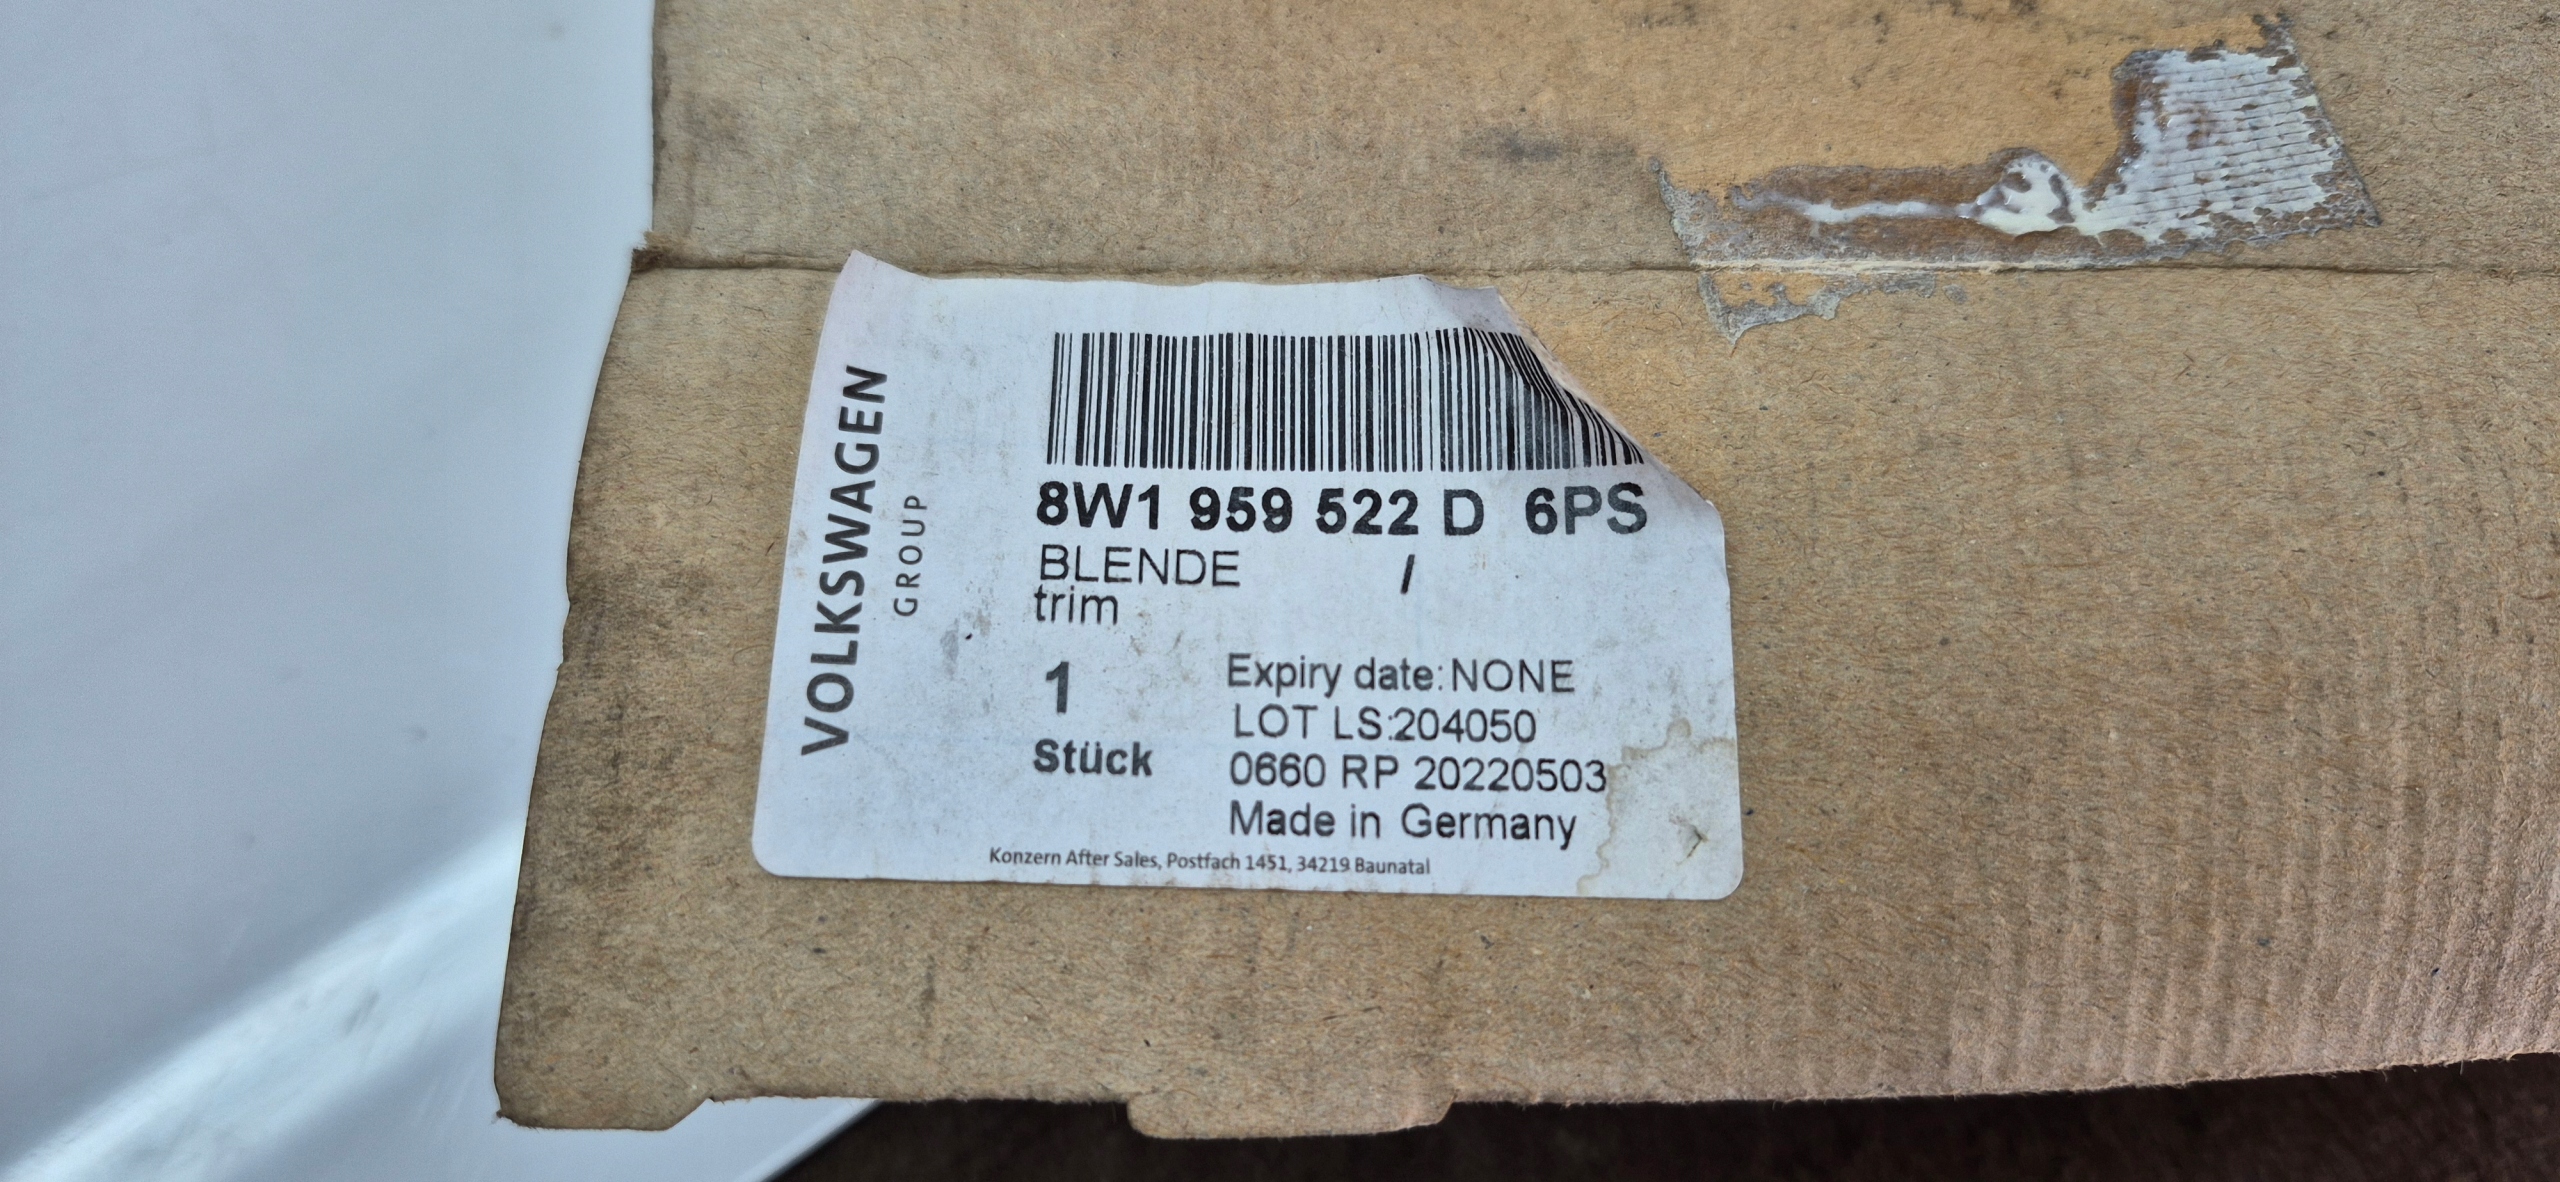 VOLKSWAGEN
GROUP
8W1 959 522 D 6PS
BLENDE /
trim
1
Stück
Expiry date: NONE
LOT LS:204050
0660 RP 20220503
Made in Germany
Konzern After Sales, Postfach 1451, 34219 Baunatal